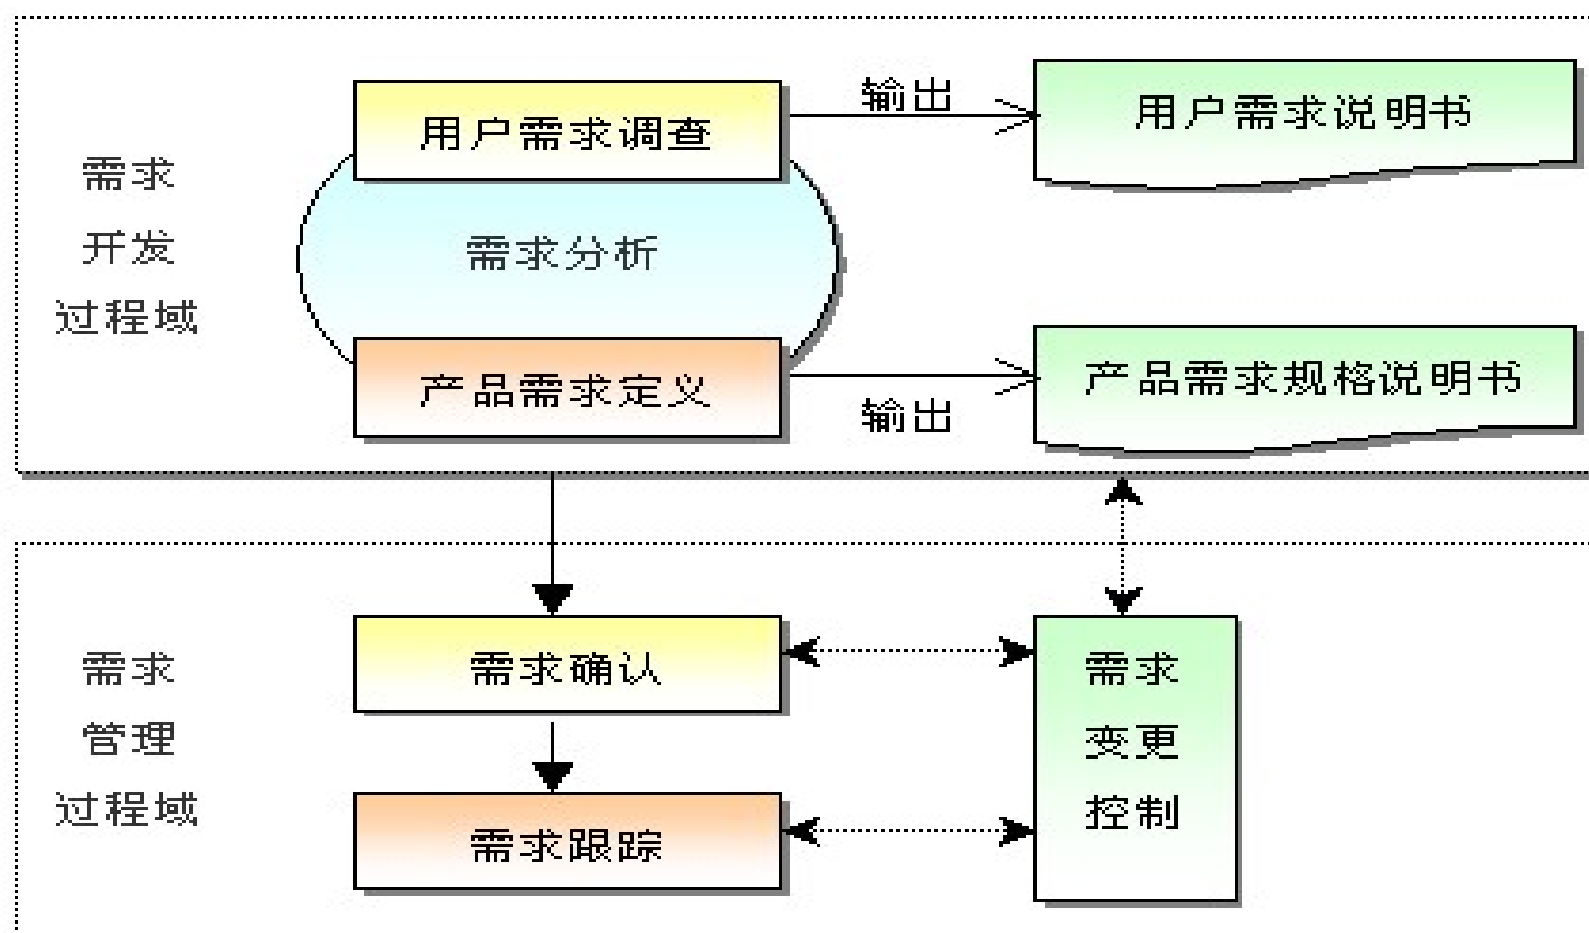 需求
开发
过程域
用户需求调查
输出
用户需求说明书
需求分析
产品需求定义
输出
产品需求规格说明书
需求
管理
过程域
需求确认
需求跟踪
需求
变更
控制